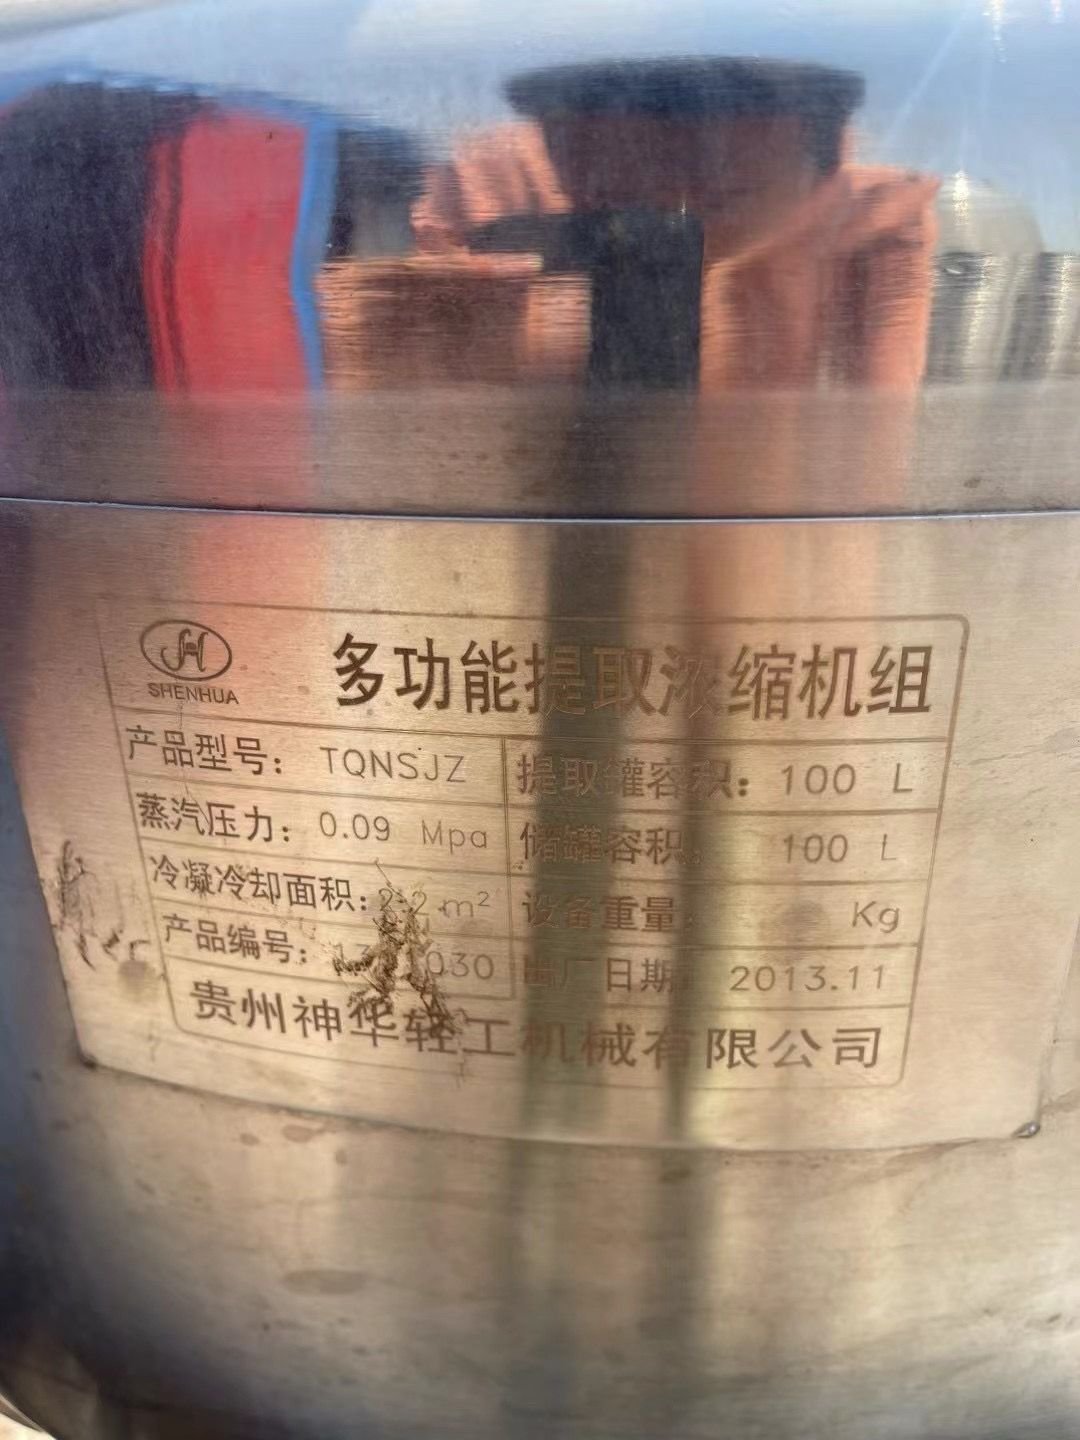 SHENHUA
多功能提取浓缩机组
产品型号： TQNSJZ 提取罐容积： 100 L
蒸汽压力： 0.09 Mpa 储罐容积： 100 L
冷凝冷却面积： 2.2 m² 设备重量： Kg
产品编号： 030 出厂日期： 2013.11
贵州神华轻工机械有限公司